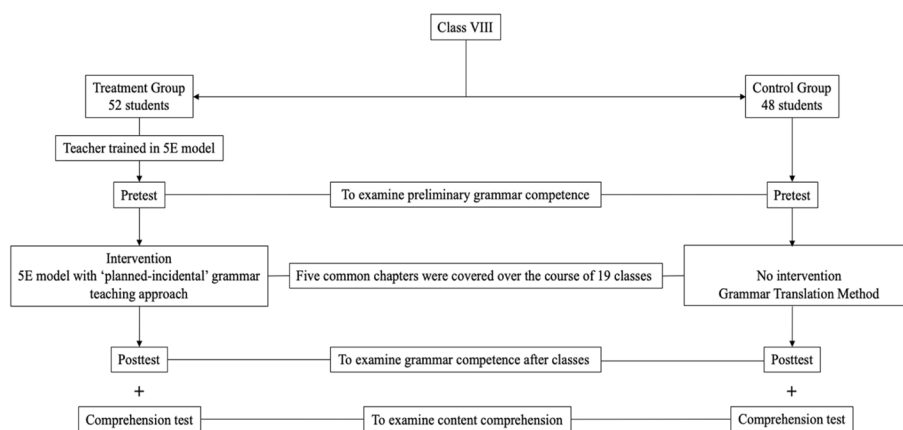 Class VIII
Treatment Group
52 students
Control Group
48 students
Teacher trained in 5E model
Pretest
To examine preliminary grammar competence
Pretest
Intervention
5E model with ‘planned-incidental’ grammar
teaching approach
Five common chapters were covered over the course of 19 classes
No intervention
Grammar Translation Method
Posttest
To examine grammar competence after classes
Posttest
+
+
Comprehension test
To examine content comprehension
Comprehension test